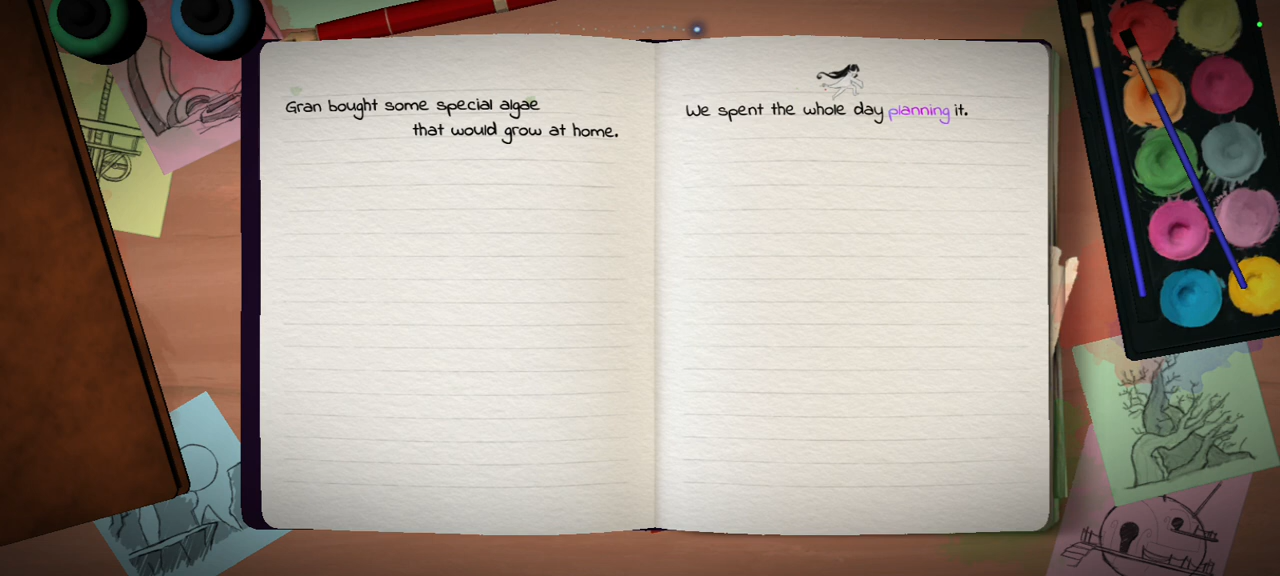 Gran bought some special algae
that would grow at home.
We spent the whole day planning it.